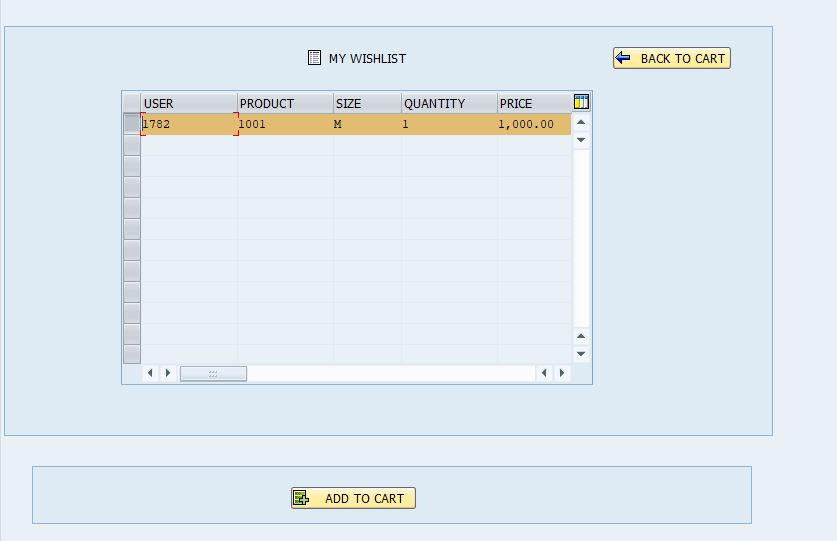 MY WISHLIST
BACK TO CART
USER PRODUCT SIZE QUANTITY PRICE
1782 1001 M 1 1,000.00
ADD TO CART